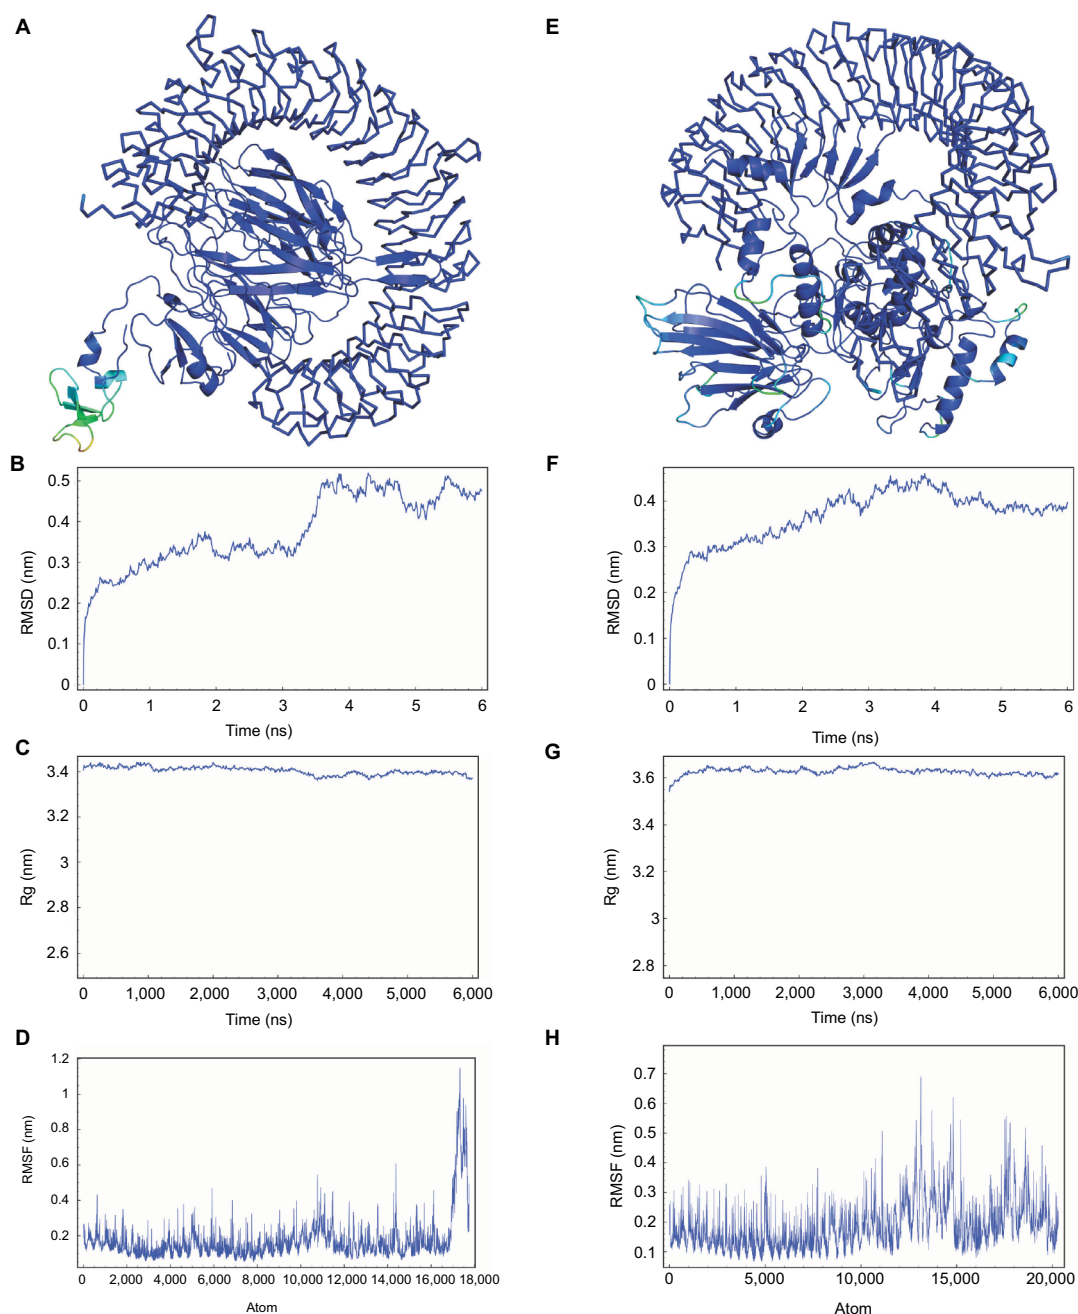 A
E
B
0.5
0.4
0.3
0.2
0.1
0
RMSD (nm)
0 1 2 3 4 5 6
Time (ns)
F
0.4
0.3
0.2
0.1
0
RMSD (nm)
0 1 2 3 4 5 6
Time (ns)
C
3.4
3.2
3
2.8
2.6
Rg (nm)
0 1,000 2,000 3,000 4,000 5,000 6,000
Time (ns)
G
3.6
3.4
3.2
3
2.8
Rg (nm)
0 1,000 2,000 3,000 4,000 5,000 6,000
Time (ns)
D
1.2
1
0.8
0.6
0.4
0.2
RMSF (nm)
0 2,000 4,000 6,000 8,000 10,000 12,000 14,000 16,000 18,000
Atom
H
0.7
0.6
0.5
0.4
0.3
0.2
0.1
RMSF (nm)
0 5,000 10,000 15,000 20,000
Atom